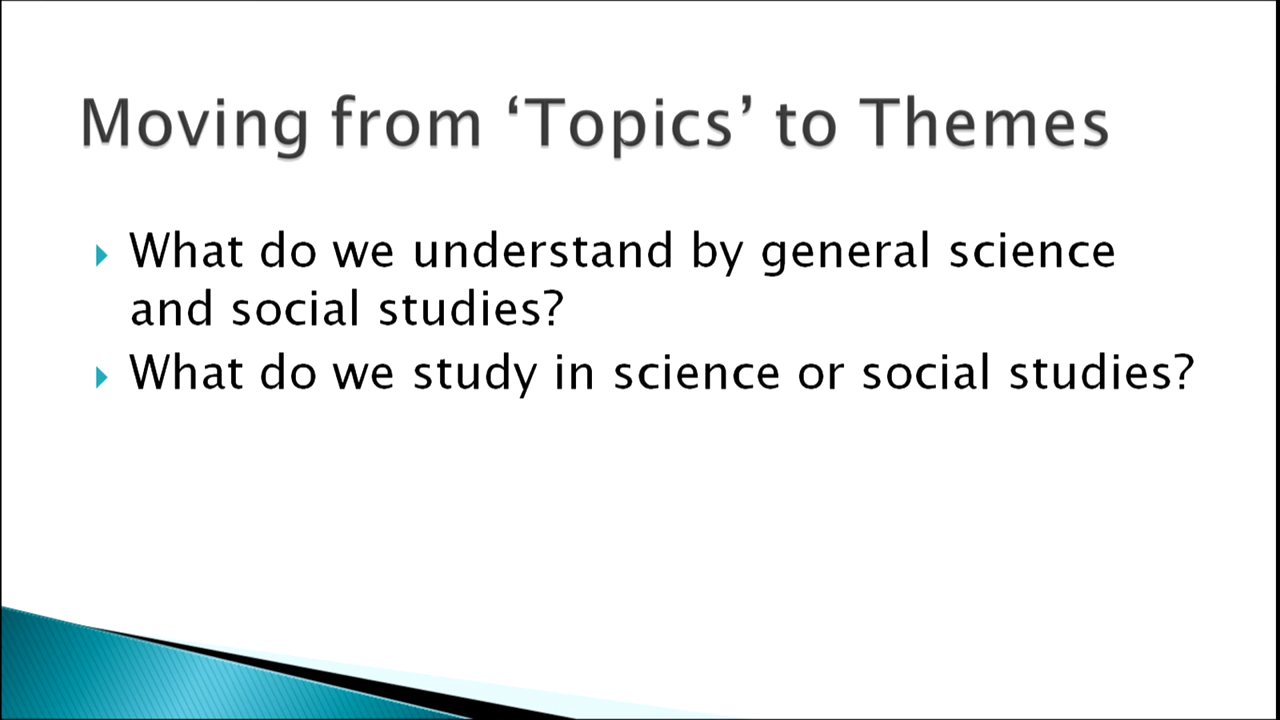 Moving from ‘Topics’ to Themes
What do we understand by general science
and social studies?
What do we study in science or social studies?